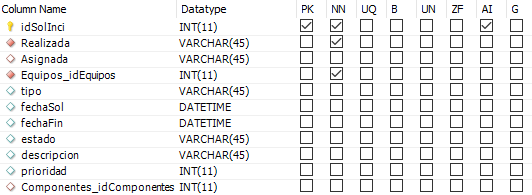 Column Name Datatype PK NN UQ B UN ZF AI G
idSolInci INT(11)
Realizada VARCHAR(45)
Asignada VARCHAR(45)
Equipos_idEquipos INT(11)
tipo VARCHAR(45)
fechaSol DATETIME
fechaFin DATETIME
estado VARCHAR(45)
descripcion VARCHAR(45)
prioridad INT(11)
Componentes_idComponentes INT(11)